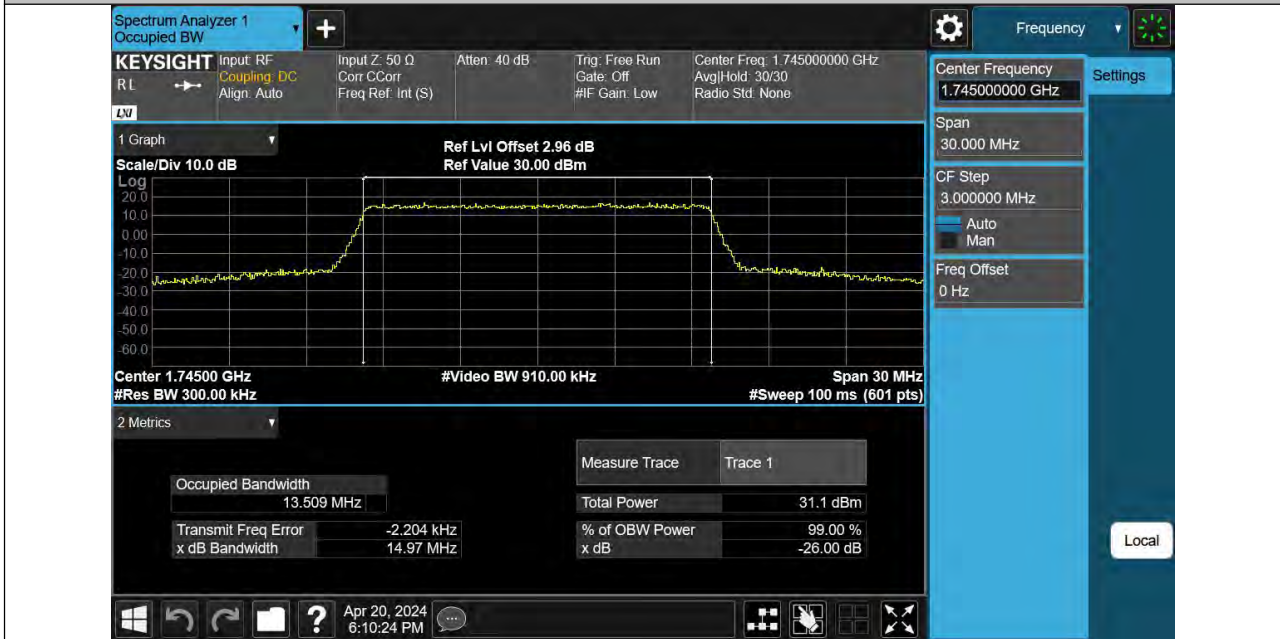 Spectrum Analyzer 1
Occupied BW
+
Frequency
KEYSIGHT
RL
LXI
Input: RF
Coupling: DC
Align: Auto
Input Z: 50 Ω
Corr CCorr
Freq Ref: Int (S)
Atten: 40 dB
Trig: Free Run
Gate: Off
#IF Gain: Low
Center Freq: 1.745000000 GHz
Avg|Hold: 30/30
Radio Std: None
Center Frequency
1.745000000 GHz
Settings
Span
30.000 MHz
CF Step
3.000000 MHz
Auto
Man
Freq Offset
0 Hz
Local
1 Graph
Scale/Div 10.0 dB
Ref Lvl Offset 2.96 dB
Ref Value 30.00 dBm
Log
20.0
10.0
0.00
-10.0
-20.0
-30.0
-40.0
-50.0
-60.0
Center 1.74500 GHz
#Video BW 910.00 kHz
Span 30 MHz
#Res BW 300.00 kHz
#Sweep 100 ms (601 pts)
2 Metrics
Measure Trace Trace 1
Occupied Bandwidth
13.509 MHz
Total Power 31.1 dBm
Transmit Freq Error -2.204 kHz
% of OBW Power 99.00 %
x dB Bandwidth 14.97 MHz
x dB -26.00 dB
?
Apr 20, 2024
6:10:24 PM